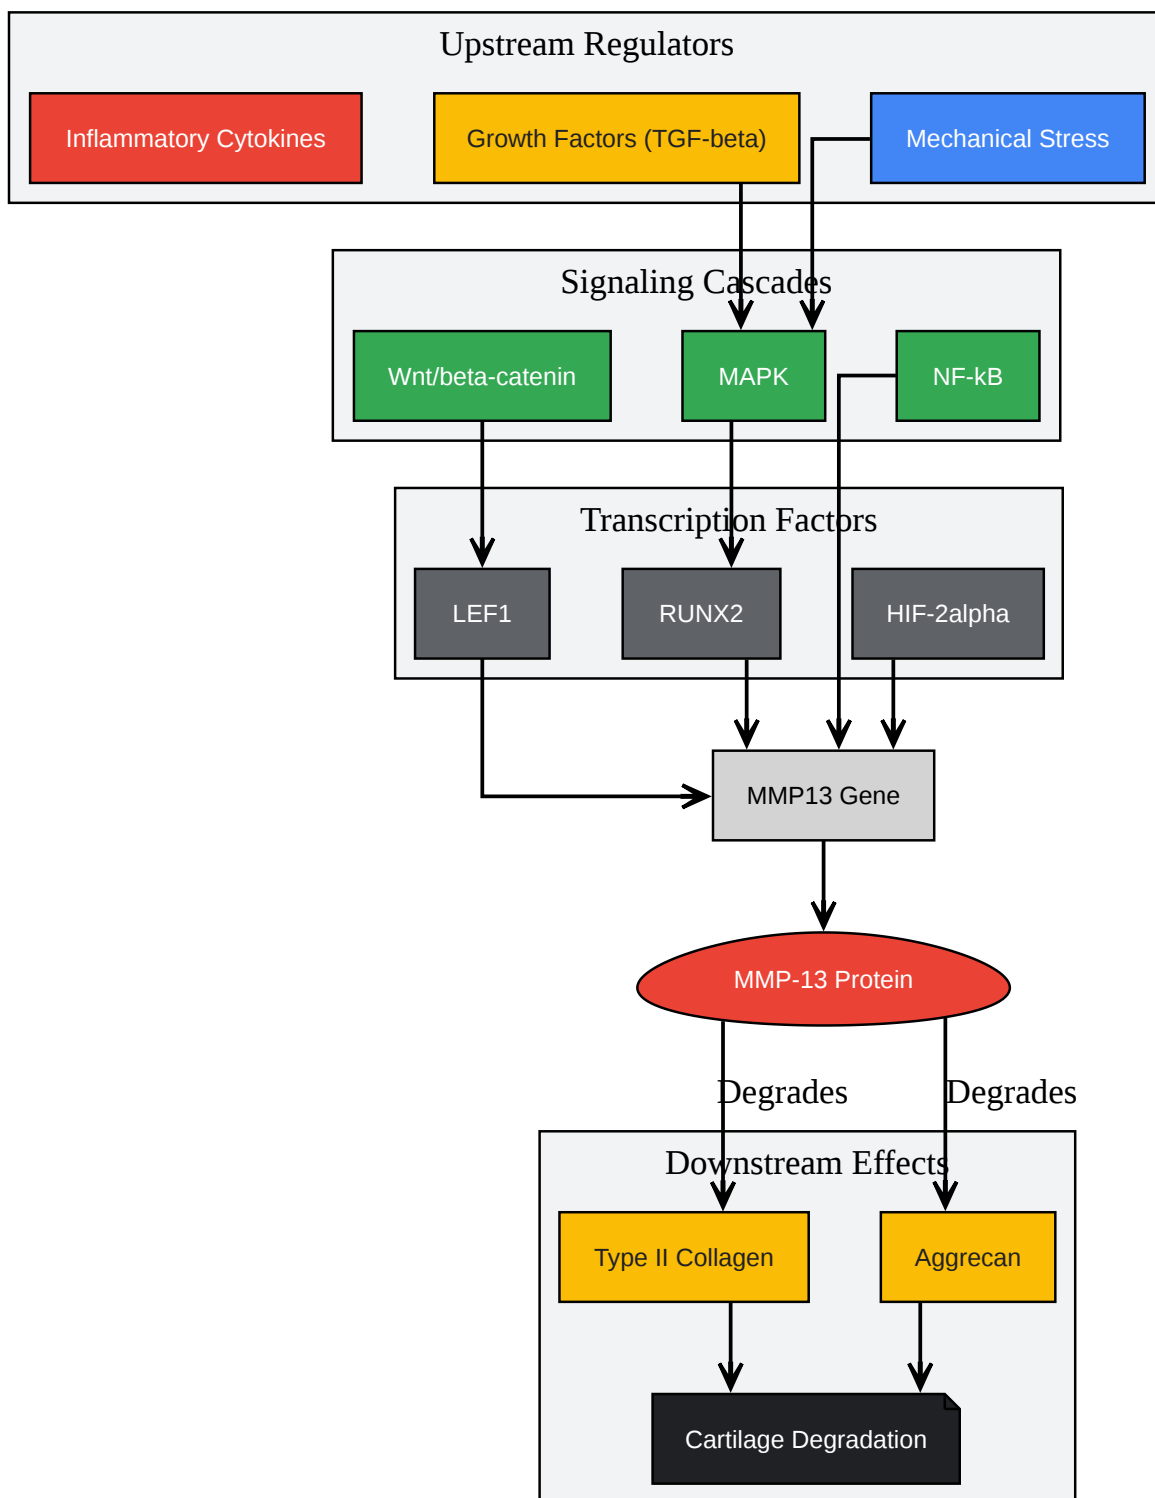 Upstream Regulators
Inflammatory Cytokines
Growth Factors (TGF-beta)
Mechanical Stress
Signaling Cascades
Wnt/beta-catenin
MAPK
NF-kB
Transcription Factors
LEF1
RUNX2
HIF-2alpha
MMP13 Gene
MMP-13 Protein
Degrades
Degrades
Downstream Effects
Type II Collagen
Aggrecan
Cartilage Degradation